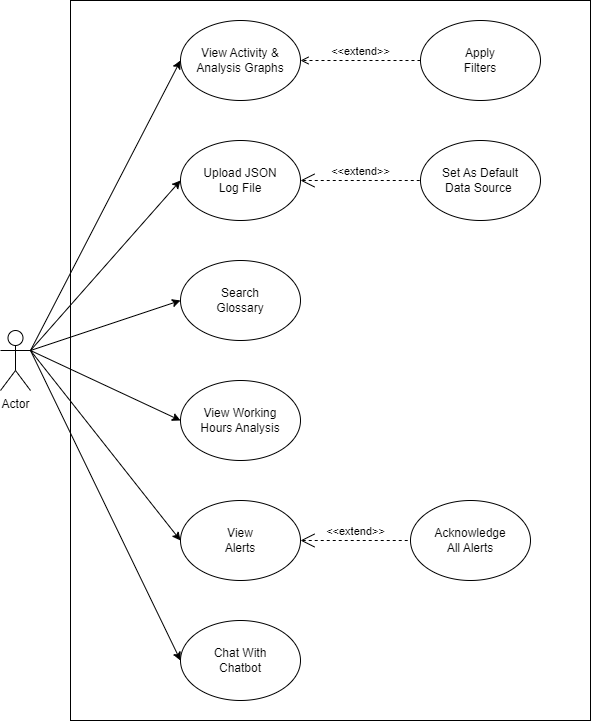 View Activity &
Analysis Graphs
<<extend>>
Apply
Filters
Upload JSON
Log File
<<extend>>
Set As Default
Data Source
Search
Glossary
Actor
View Working
Hours Analysis
View
Alerts
<<extend>>
Acknowledge
All Alerts
Chat With
Chatbot